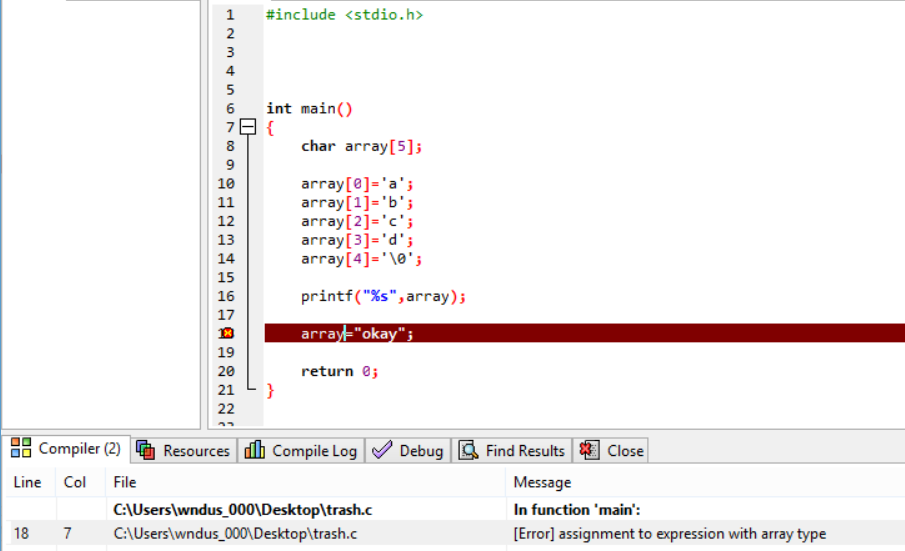 1 #include <stdio.h>
2
3
4
5
6 int main()
7 {
8 char array[5];
9
10 array[0]='a';
11 array[1]='b';
12 array[2]='c';
13 array[3]='d';
14 array[4]='\0';
15
16 printf("%s",array);
17
array="okay";
19
20 return 0;
21 }
22
Compiler (2) Resources Compile Log Debug Find Results Close
Line Col File Message
C:\Users\wndus_000\Desktop\trash.c In function 'main':
18 7 C:\Users\wndus_000\Desktop\trash.c [Error] assignment to expression with array type